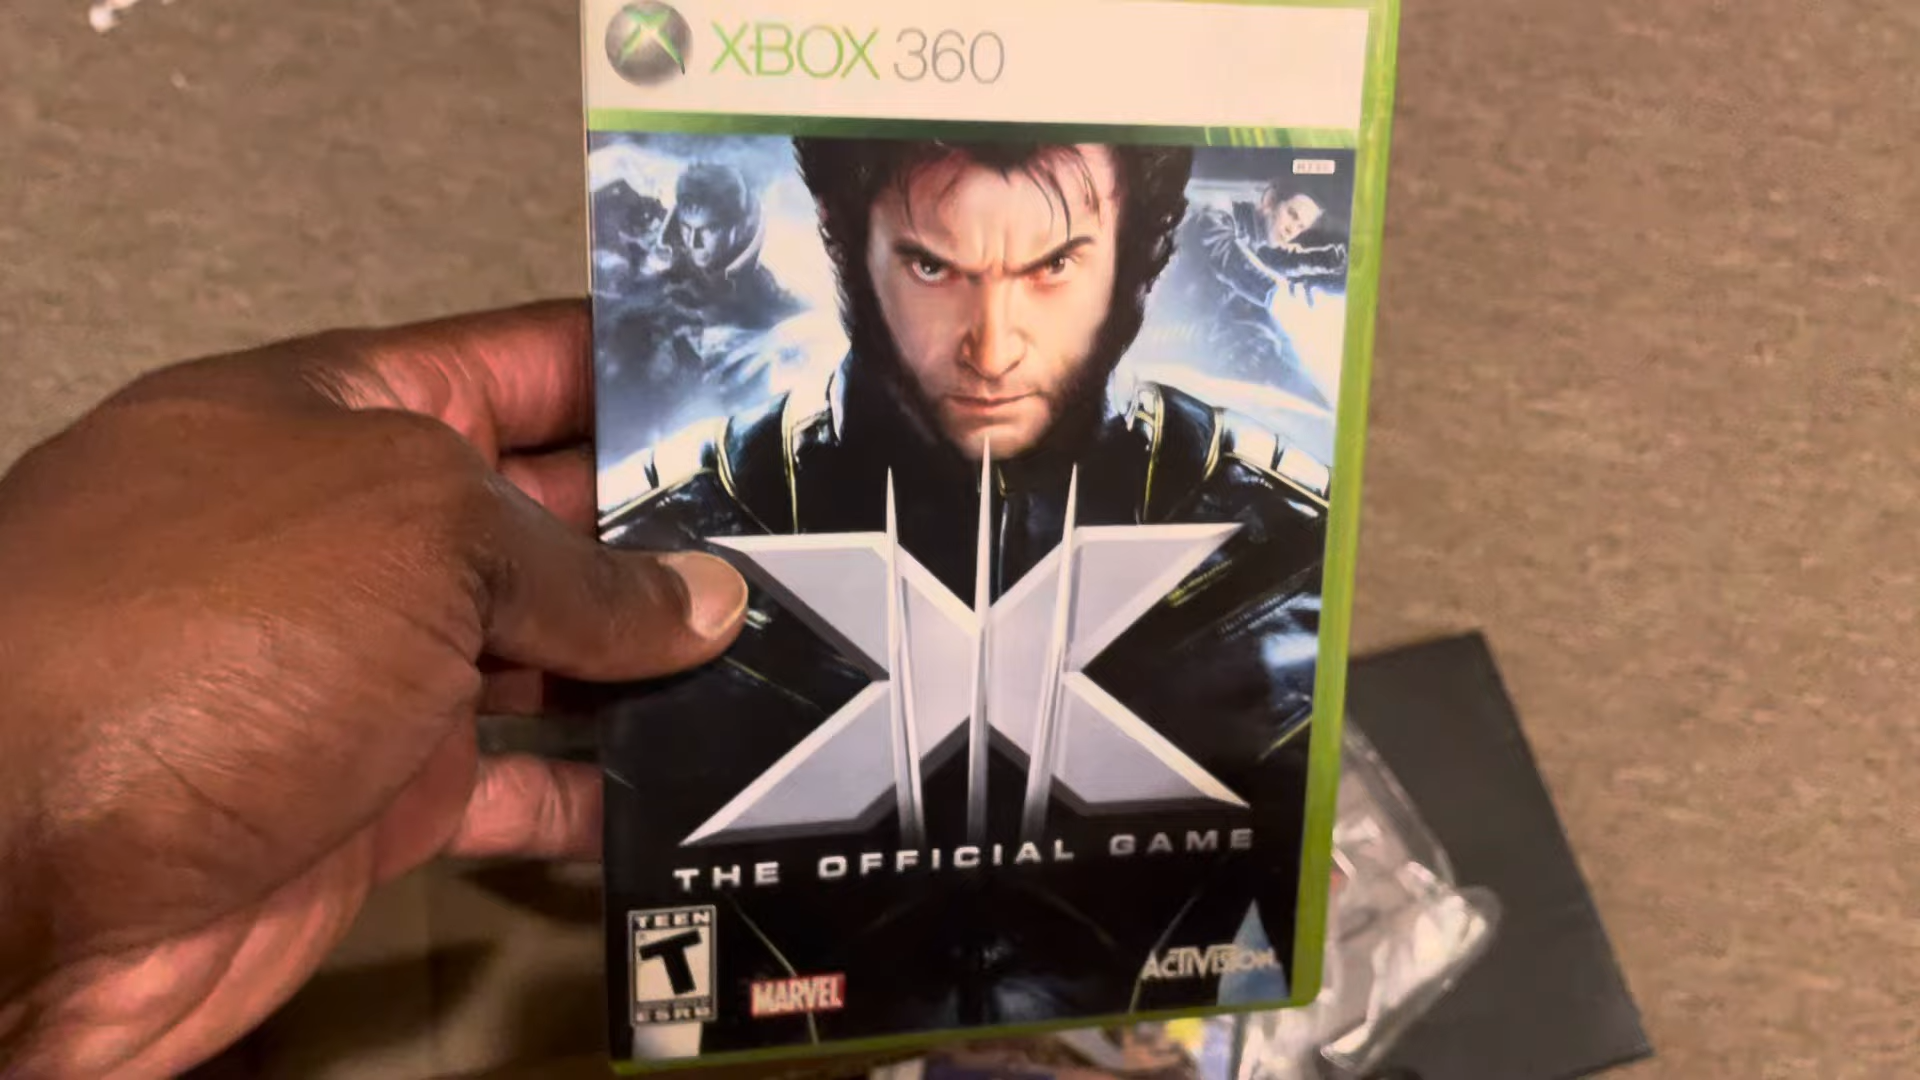 XBOX 360
THE OFFICIAL GAME
TEEN
T
ESRB
MARVEL
ACTIVISION